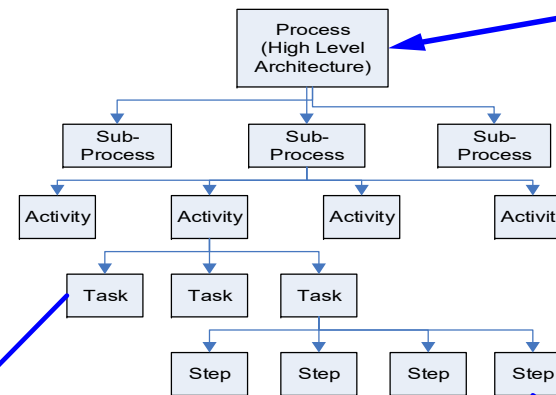 Process
(High Level
Architecture)
Sub-
Process
Sub-
Process
Sub-
Process
Activity
Activity
Activity
Activit
Task
Task
Task
Step
Step
Step
Step